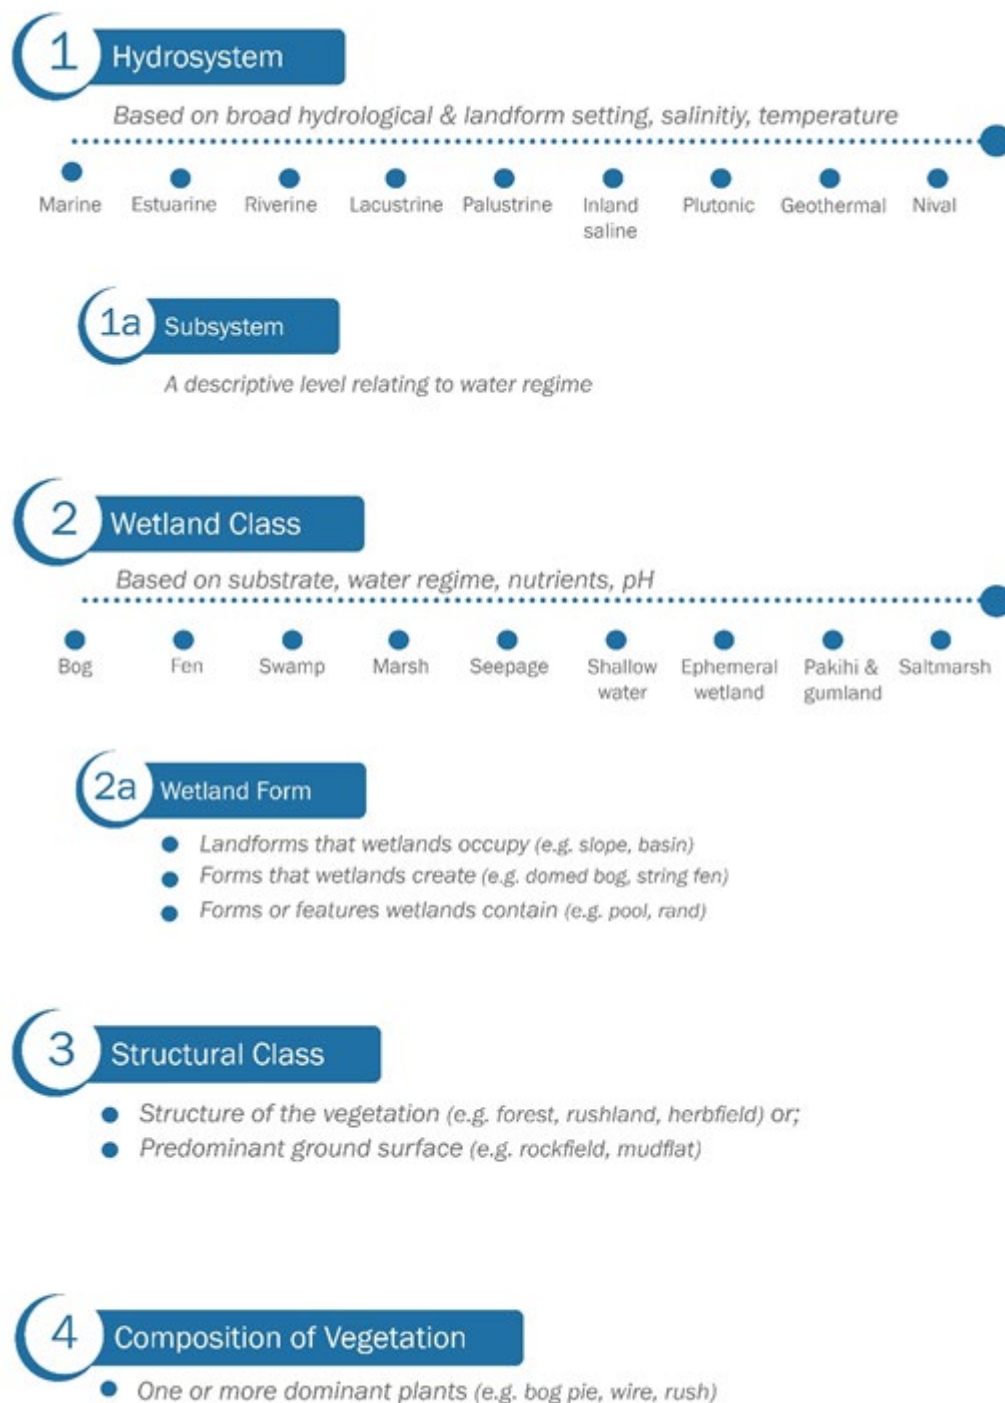 1 Hydrosystem
Based on broad hydrological & landform setting, salinitiy, temperature
Marine Estuarine Riverine Lacustrine Palustrine Inland saline Plutonic Geothermal Nival
1a Subsystem
A descriptive level relating to water regime
2 Wetland Class
Based on substrate, water regime, nutrients, pH
Bog Fen Swamp Marsh Seepage Shallow water Ephemeral wetland Pakihi & gumland Saltmarsh
2a Wetland Form
Landforms that wetlands occupy (e.g. slope, basin)
Forms that wetlands create (e.g. domed bog, string fen)
Forms or features wetlands contain (e.g. pool, rand)
3 Structural Class
Structure of the vegetation (e.g. forest, rushland, herbfield) or;
Predominant ground surface (e.g. rockfield, mudflat)
4 Composition of Vegetation
One or more dominant plants (e.g. bog pie, wire, rush)